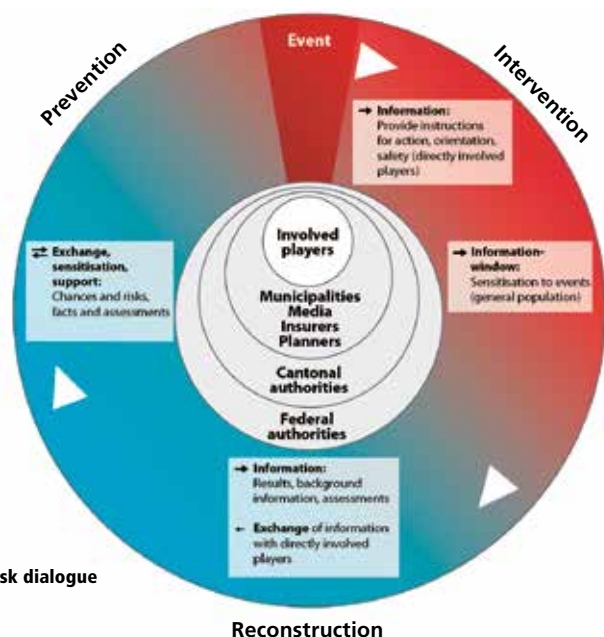 Event
Prevention
Intervention
→ Information:
Provide instructions
for action, orientation,
safety (directly involved
players)
Involved
players
⇄ Exchange,
sensitisation,
support:
Chances and risks,
facts and assessments
→ Information-
window:
Sensitisation to events
(general population)
Municipalities
Media
Insurers
Planners
Cantonal
authorities
Federal
authorities
→ Information:
Results, background
information, assessments
← Exchange of information
with directly involved
players
sk dialogue
Reconstruction